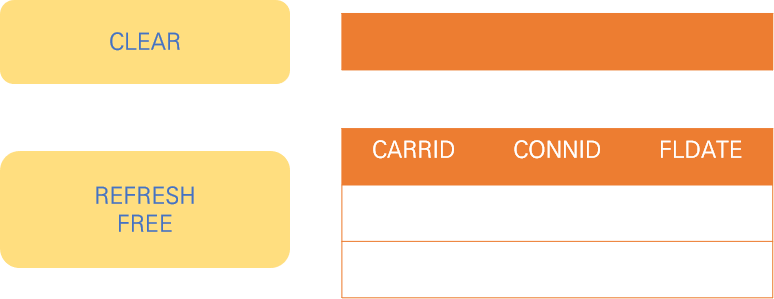 CLEAR
CARRID CONNID FLDATE
REFRESH
FREE